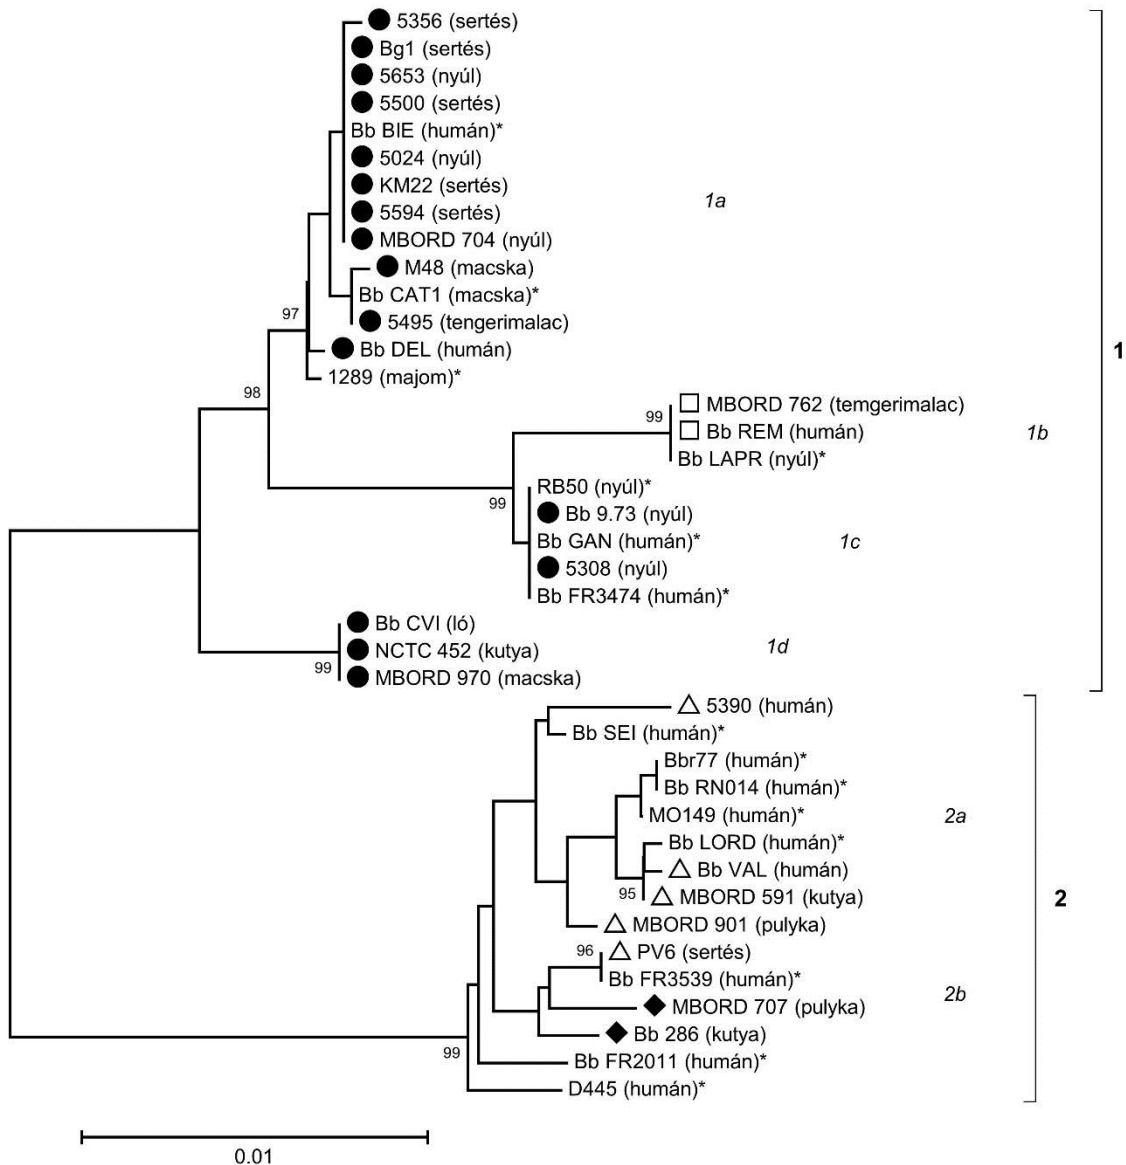 5356 (sertés)
Bg1 (sertés)
5653 (nyúl)
5500 (sertés)
Bb BIE (humán)*
5024 (nyúl)
KM22 (sertés)
1a
5594 (sertés)
MBORD 704 (nyúl)
M48 (macska)
Bb CAT1 (macska)*
97
5495 (tengerimalac)
Bb DEL (humán)
1
1289 (majom)*
98
MBORD 762 (temgerimalac)
99
Bb REM (humán)
1b
Bb LAPR (nyúl)*
RB50 (nyúl)*
99
Bb 9.73 (nyúl)
Bb GAN (humán)*
1c
5308 (nyúl)
Bb FR3474 (humán)*
Bb CVI (ló)
NCTC 452 (kutya)
1d
99
MBORD 970 (macska)
5390 (humán)
Bb SEI (humán)*
Bbr77 (humán)*
Bb RN014 (humán)*
MO149 (humán)*
2a
Bb LORD (humán)*
Bb VAL (humán)
95
MBORD 591 (kutya)
2
MBORD 901 (pulyka)
96
PV6 (sertés)
Bb FR3539 (humán)*
2b
MBORD 707 (pulyka)
Bb 286 (kutya)
99
Bb FR2011 (humán)*
D445 (humán)*
0.01